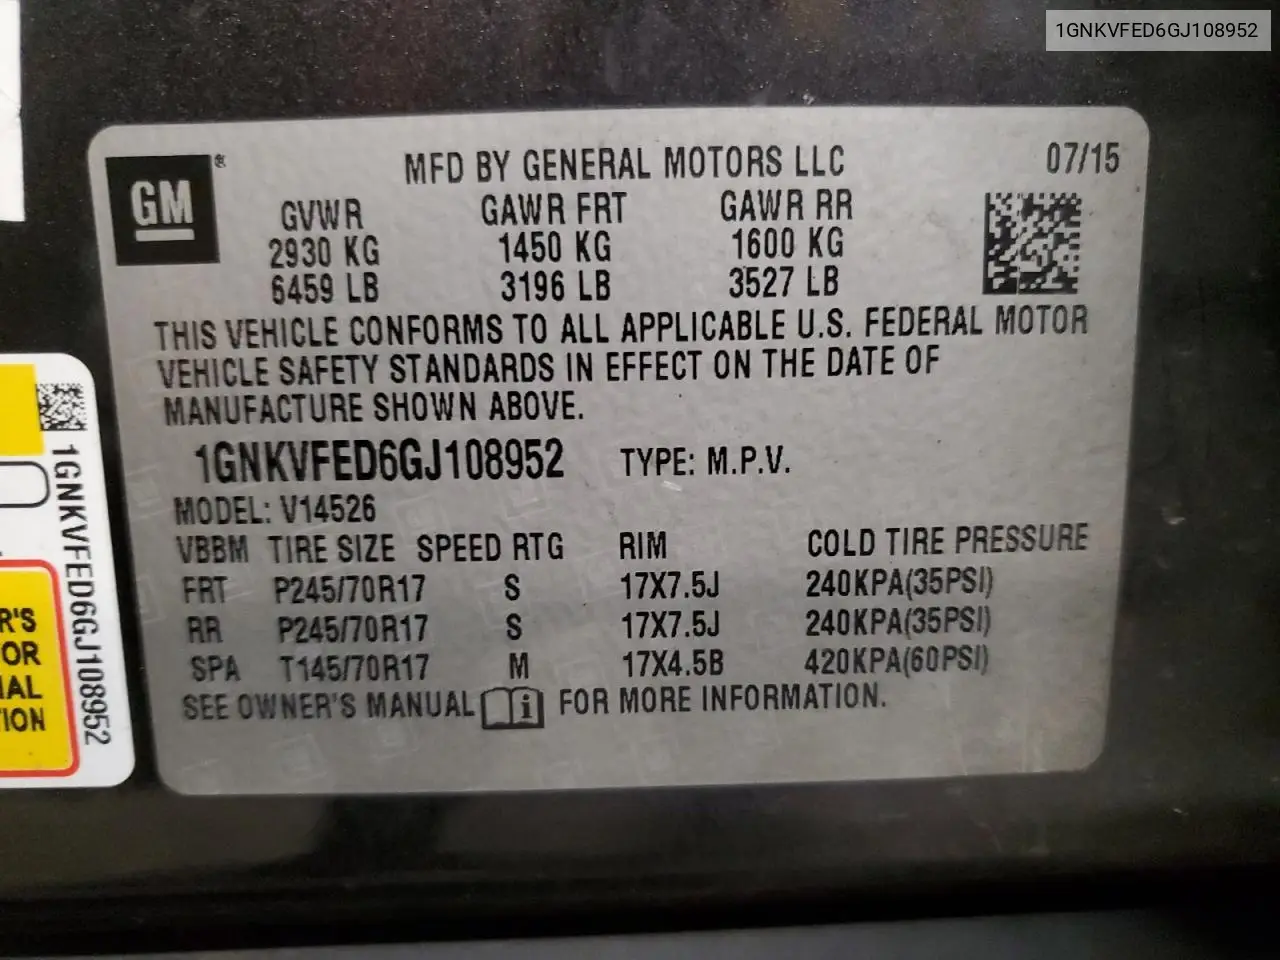 1GNKVFED6GJ108952
GM ®
MFD BY GENERAL MOTORS LLC 07/15
GVWR GAWR FRT GAWR RR
2930 KG 1450 KG 1600 KG
6459 LB 3196 LB 3527 LB
THIS VEHICLE CONFORMS TO ALL APPLICABLE U.S. FEDERAL MOTOR
VEHICLE SAFETY STANDARDS IN EFFECT ON THE DATE OF
MANUFACTURE SHOWN ABOVE.
1GNKVFED6GJ108952 TYPE: M.P.V.
MODEL: V14526
VBBM TIRE SIZE SPEED RTG RIM COLD TIRE PRESSURE
FRT P245/70R17 S 17X7.5J 240KPA(35PSI)
RR P245/70R17 S 17X7.5J 240KPA(35PSI)
SPA T145/70R17 M 17X4.5B 420KPA(60PSI)
SEE OWNER'S MANUAL i FOR MORE INFORMATION.
1GNKVFED6GJ108952
R'S
OR
IAL
ION